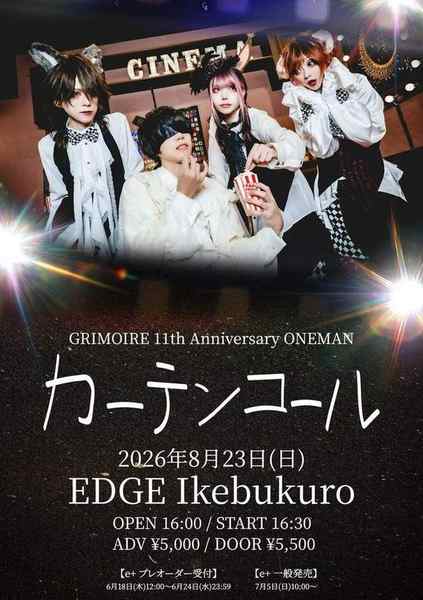 CINEMA
GRIMOIRE 11th Anniversary ONEMAN
カーテンコール
2026年8月23日(日)
EDGE Ikebukuro
OPEN 16:00 / START 16:30
ADV ¥5,000 / DOOR ¥5,500
【e+ プレオーダー受付】 【e+ 一般発売】
6月18日(木)12:00〜6月24日(水)23:59 7月5日(日)10:00〜